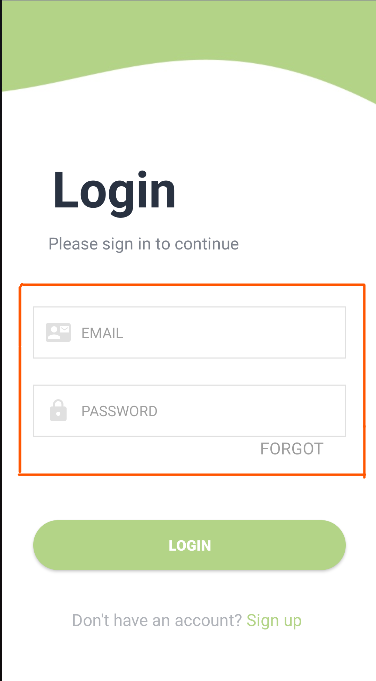 Login
Please sign in to continue
EMAIL
PASSWORD
FORGOT
LOGIN
Don't have an account? Sign up